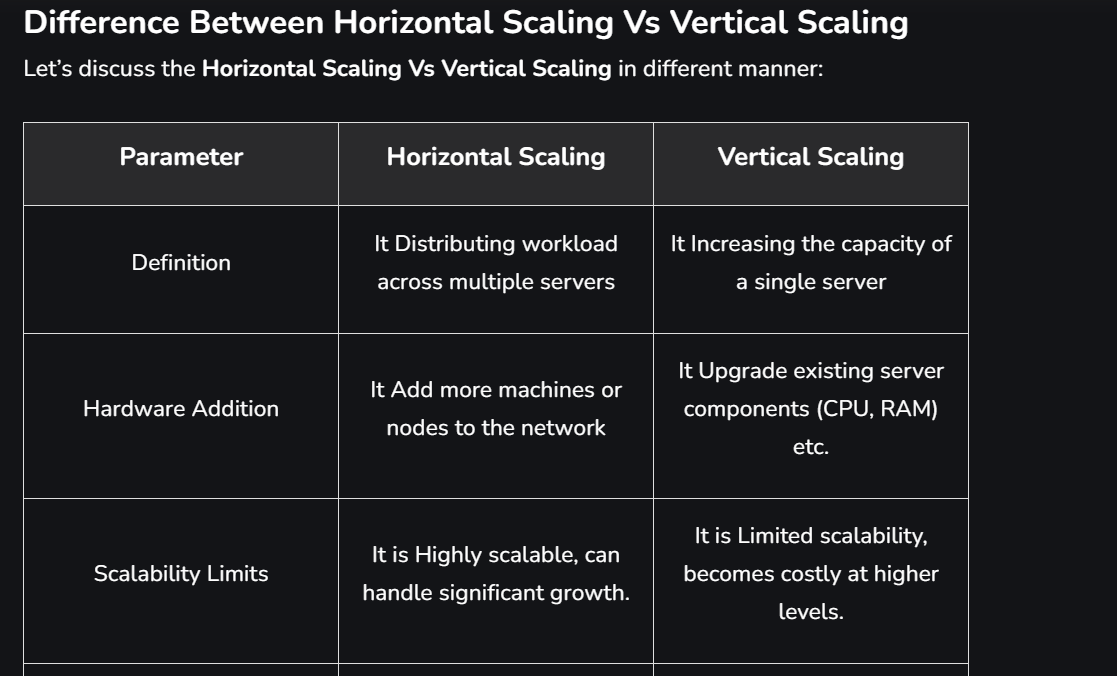 Difference Between Horizontal Scaling Vs Vertical Scaling
Let’s discuss the Horizontal Scaling Vs Vertical Scaling in different manner:
Parameter
Horizontal Scaling
Vertical Scaling
Definition
It Distributing workload
across multiple servers
It Increasing the capacity of
a single server
Hardware Addition
It Add more machines or
nodes to the network
It Upgrade existing server
components (CPU, RAM)
etc.
Scalability Limits
It is Highly scalable, can
handle significant growth.
It is Limited scalability,
becomes costly at higher
levels.